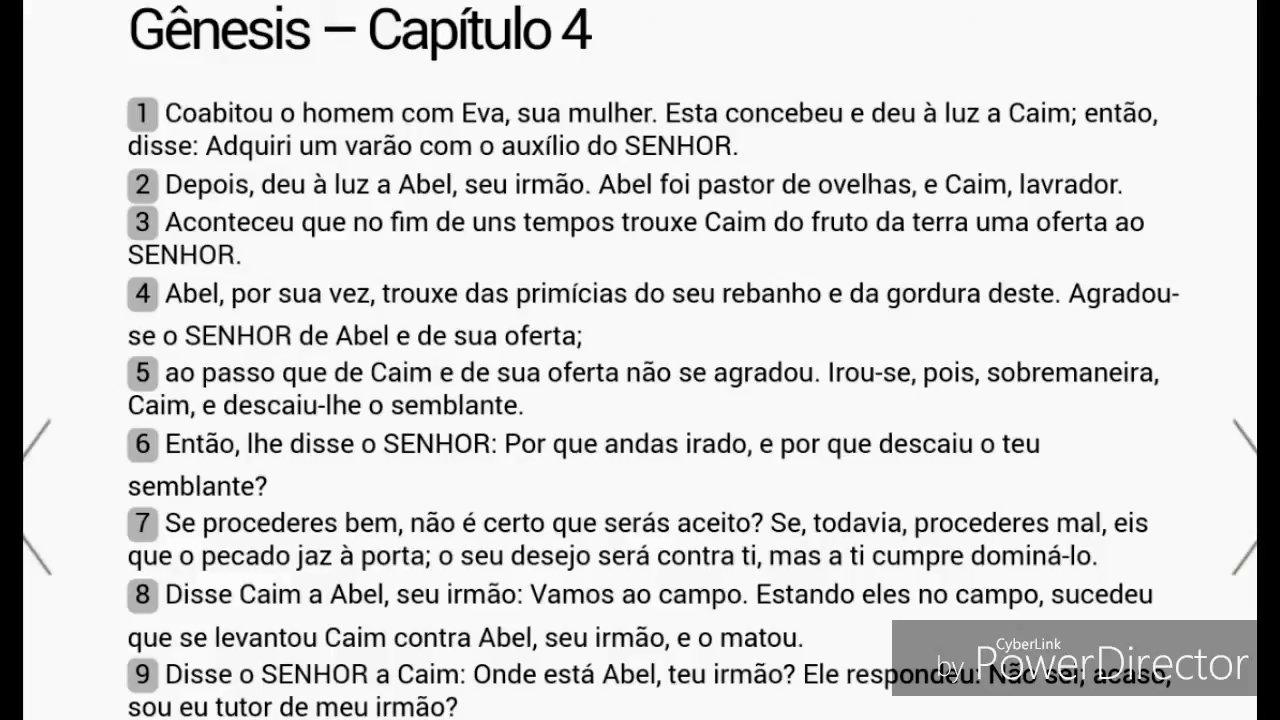 Gênesis – Capítulo 4
1 Coabitou o homem com Eva, sua mulher. Esta concebeu e deu à luz a Caim; então,
disse: Adquiri um varão com o auxílio do SENHOR.
2 Depois, deu à luz a Abel, seu irmão. Abel foi pastor de ovelhas, e Caim, lavrador.
3 Aconteceu que no fim de uns tempos trouxe Caim do fruto da terra uma oferta ao
SENHOR.
4 Abel, por sua vez, trouxe das primícias do seu rebanho e da gordura deste. Agradou-
se o SENHOR de Abel e de sua oferta;
5 ao passo que de Caim e de sua oferta não se agradou. Irou-se, pois, sobremaneira,
Caim, e descaiu-lhe o semblante.
6 Então, lhe disse o SENHOR: Por que andas irado, e por que descaiu o teu
semblante?
7 Se procederes bem, não é certo que serás aceito? Se, todavia, procederes mal, eis
que o pecado jaz à porta; o seu desejo será contra ti, mas a ti cumpre dominá-lo.
8 Disse Caim a Abel, seu irmão: Vamos ao campo. Estando eles no campo, sucedeu
que se levantou Caim contra Abel, seu irmão, e o matou.
9 Disse o SENHOR a Caim: Onde está Abel, teu irmão? Ele respondeu: Não sei; acaso,
sou eu tutor de meu irmão?
CyberLink
by PowerDirector